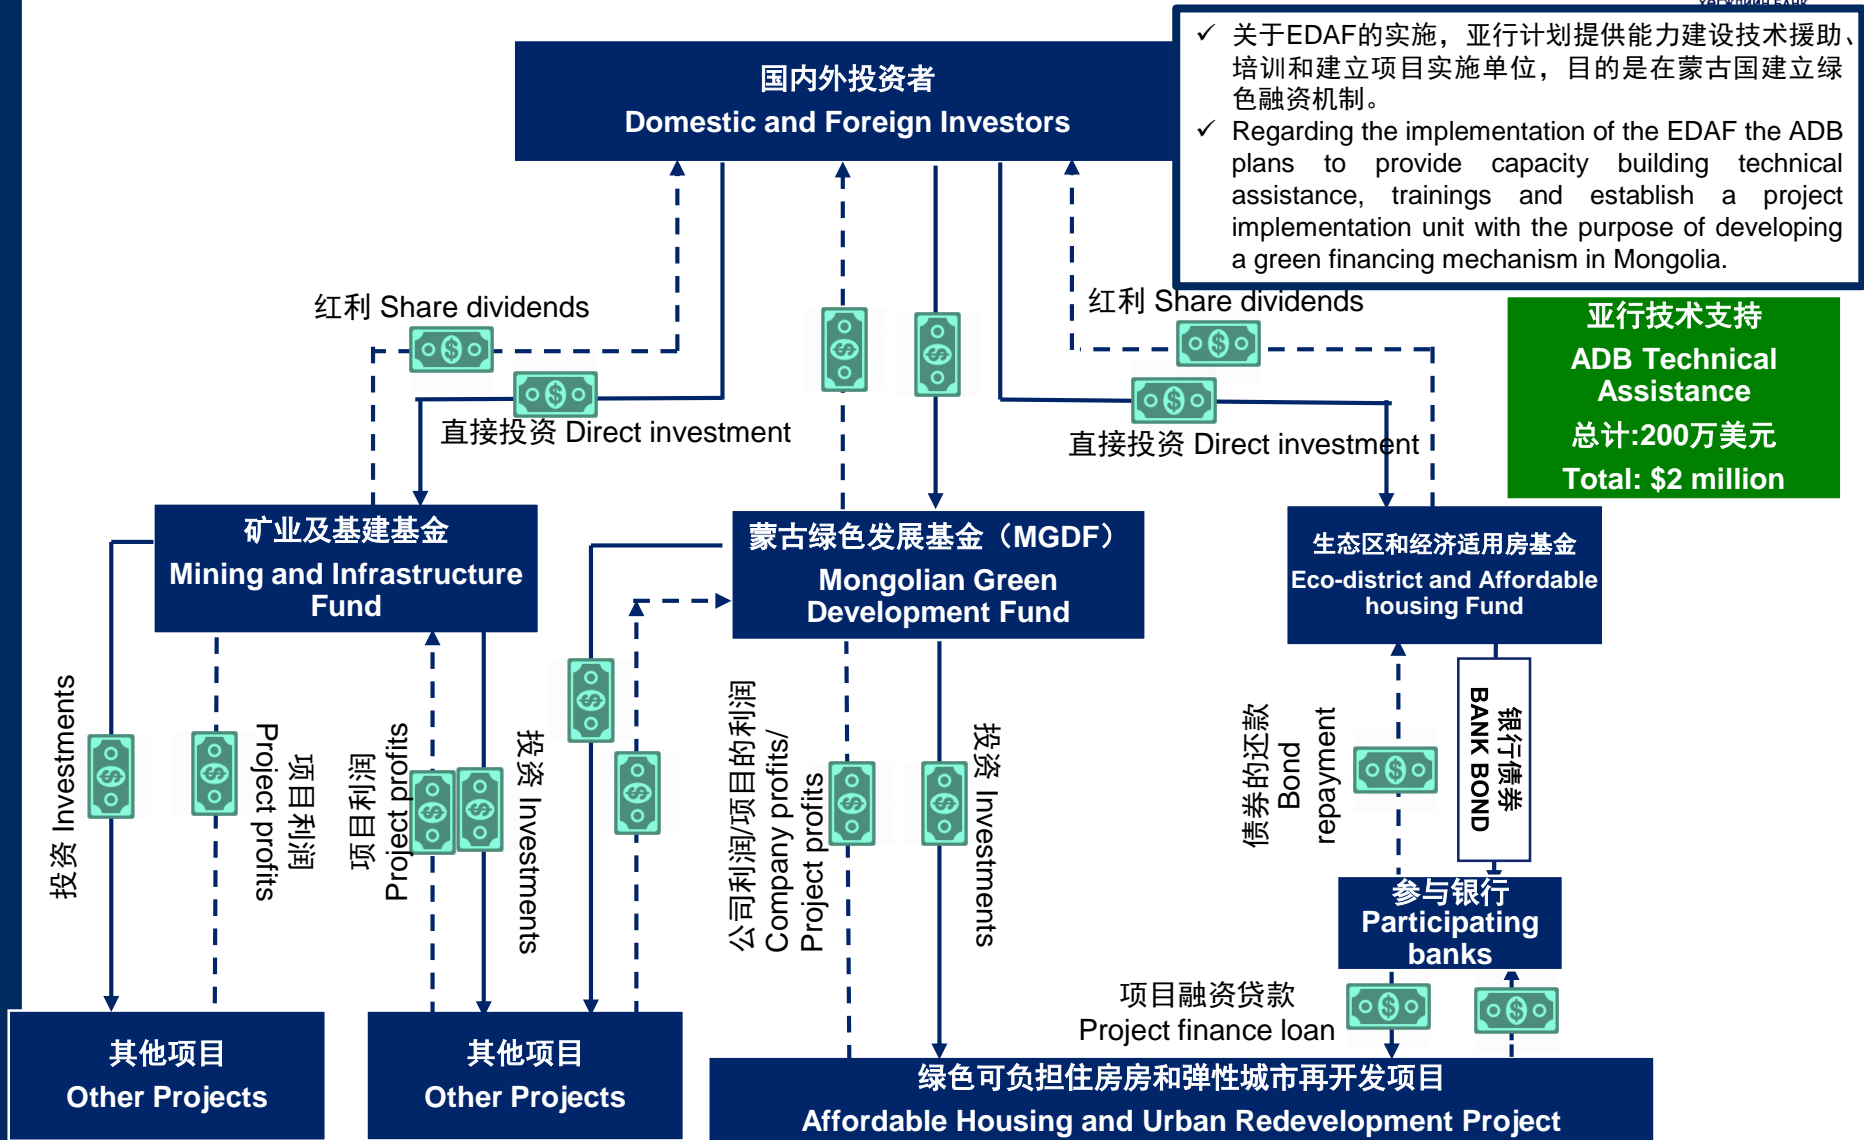 ХӨГЖЛИЙН БАНК
国内外投资者
Domestic and Foreign Investors
✓ 关于EDAF的实施，亚行计划提供能力建设技术援助、
培训和建立项目实施单位，目的是在蒙古国建立绿
色融资机制。
✓ Regarding the implementation of the EDAF the ADB
plans to provide capacity building technical
assistance, trainings and establish a project
implementation unit with the purpose of developing
a green financing mechanism in Mongolia.
红利 Share dividends
红利 Share dividends
亚行技术支持
ADB Technical
Assistance
总计:200万美元
Total: $2 million
直接投资 Direct investment
直接投资 Direct investment
矿业及基建基金
Mining and Infrastructure
Fund
蒙古绿色发展基金（MGDF）
Mongolian Green
Development Fund
生态区和经济适用房基金
Eco-district and Affordable
housing Fund
投资 Investments
项目利润
Project profits
项目利润
Project profits
投资 Investments
公司利润/项目的利润
Company profits/
Project profits
投资 Investments
债券的还款
Bond
repayment
银行债券
BANK BOND
参与银行
Participating
banks
项目融资贷款
Project finance loan
其他项目
Other Projects
其他项目
Other Projects
绿色可负担住房房和弹性城市再开发项目
Affordable Housing and Urban Redevelopment Project